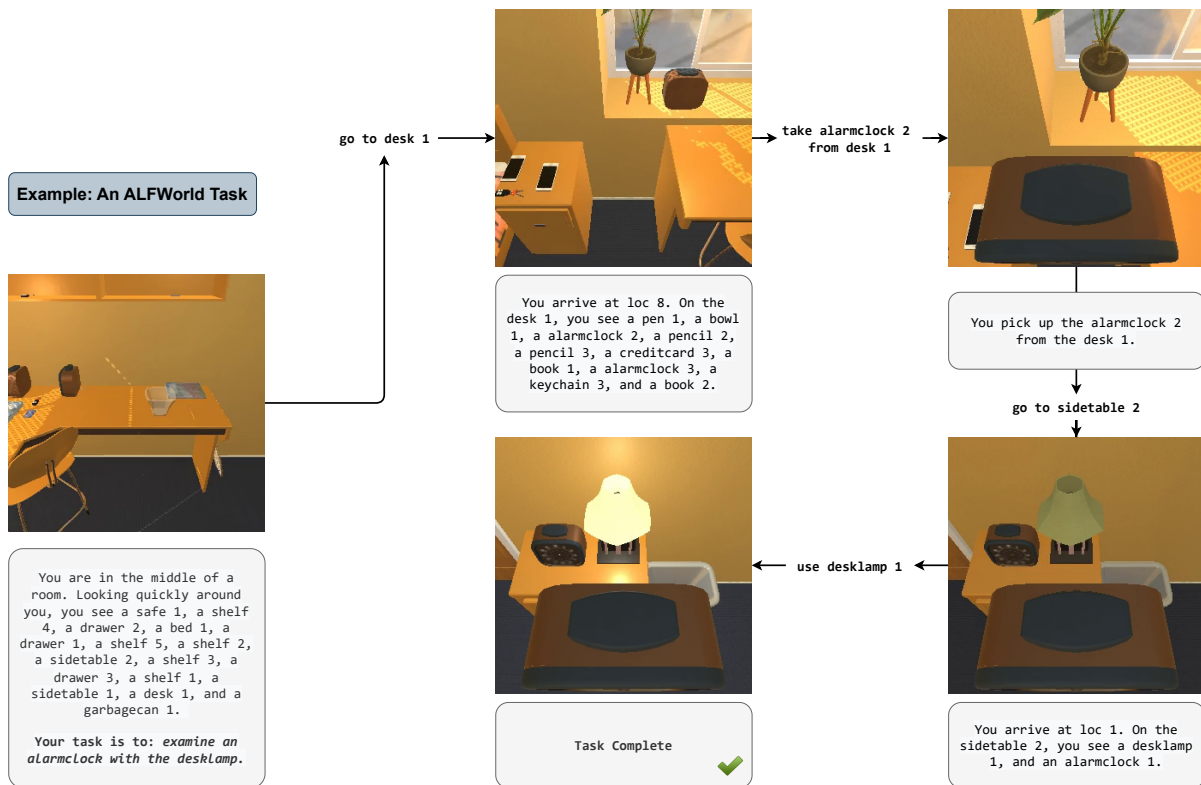 Example: An ALFWorld Task
You are in the middle of a
room. Looking quickly around
you, you see a safe 1, a shelf
4, a drawer 2, a bed 1, a
drawer 1, a shelf 5, a shelf 2,
a sidetable 2, a shelf 3, a
drawer 3, a shelf 1, a
sidetable 1, a desk 1, and a
garbagecan 1.
Your task is to: examine an
alarmclock with the desklamp.
go to desk 1
You arrive at loc 8. On the
desk 1, you see a pen 1, a bowl
1, a alarmclock 2, a pencil 2,
a pencil 3, a creditcard 3, a
book 1, a alarmclock 3, a
keychain 3, and a book 2.
take alarmclock 2
from desk 1
You pick up the alarmclock 2
from the desk 1.
go to sidetable 2
You arrive at loc 1. On the
sidetable 2, you see a desklamp
1, and an alarmclock 1.
use desklamp 1
Task Complete